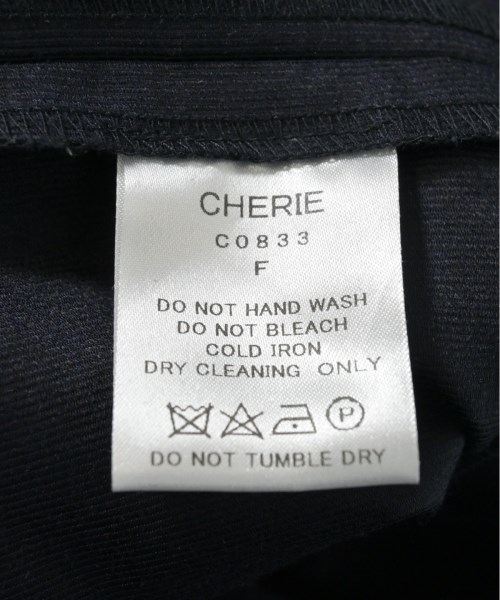 CHERIE
C0833
F
DO NOT HAND WASH
DO NOT BLEACH
COLD IRON
DRY CLEANING ONLY
P
DO NOT TUMBLE DRY